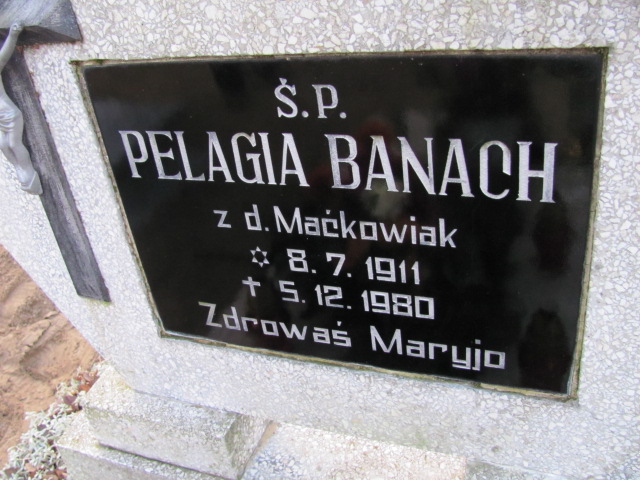 Ś.P.
PELAGIA BANACH
z d. Maćkowiak
✡ 8. 7. 1911
✝ 5. 12. 1980
Zdrowaś Maryjo